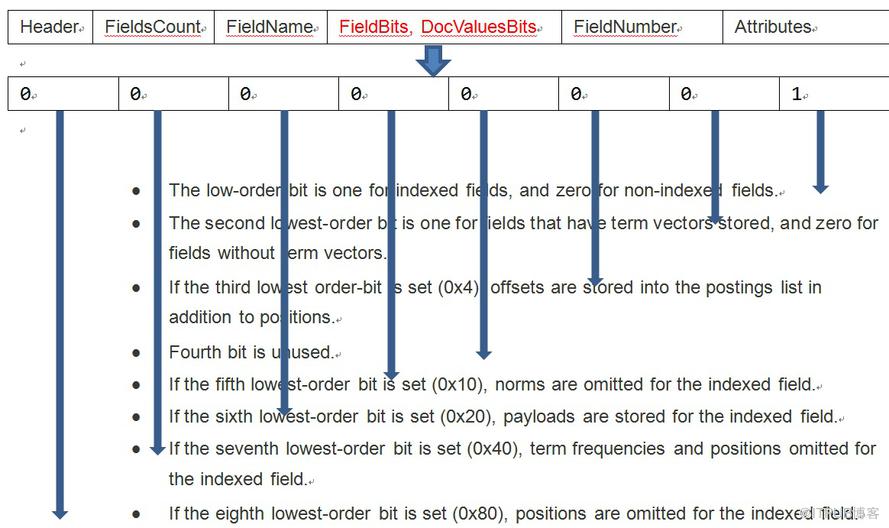 Header FieldsCount FieldName FieldBits, DocValuesBits FieldNumber Attributes
0 0 0 0 0 0 0 1
The low-order bit is one for indexed fields, and zero for non-indexed fields.
The second lowest-order bit is one for fields that have term vectors stored, and zero for
fields without term vectors.
If the third lowest order-bit is set (0x4), offsets are stored into the postings list in
addition to positions.
Fourth bit is unused.
If the fifth lowest-order bit is set (0x10), norms are omitted for the indexed field.
If the sixth lowest-order bit is set (0x20), payloads are stored for the indexed field.
If the seventh lowest-order bit is set (0x40), term frequencies and positions omitted for
the indexed field.
If the eighth lowest-order bit is set (0x80), positions are omitted for the indexed field.